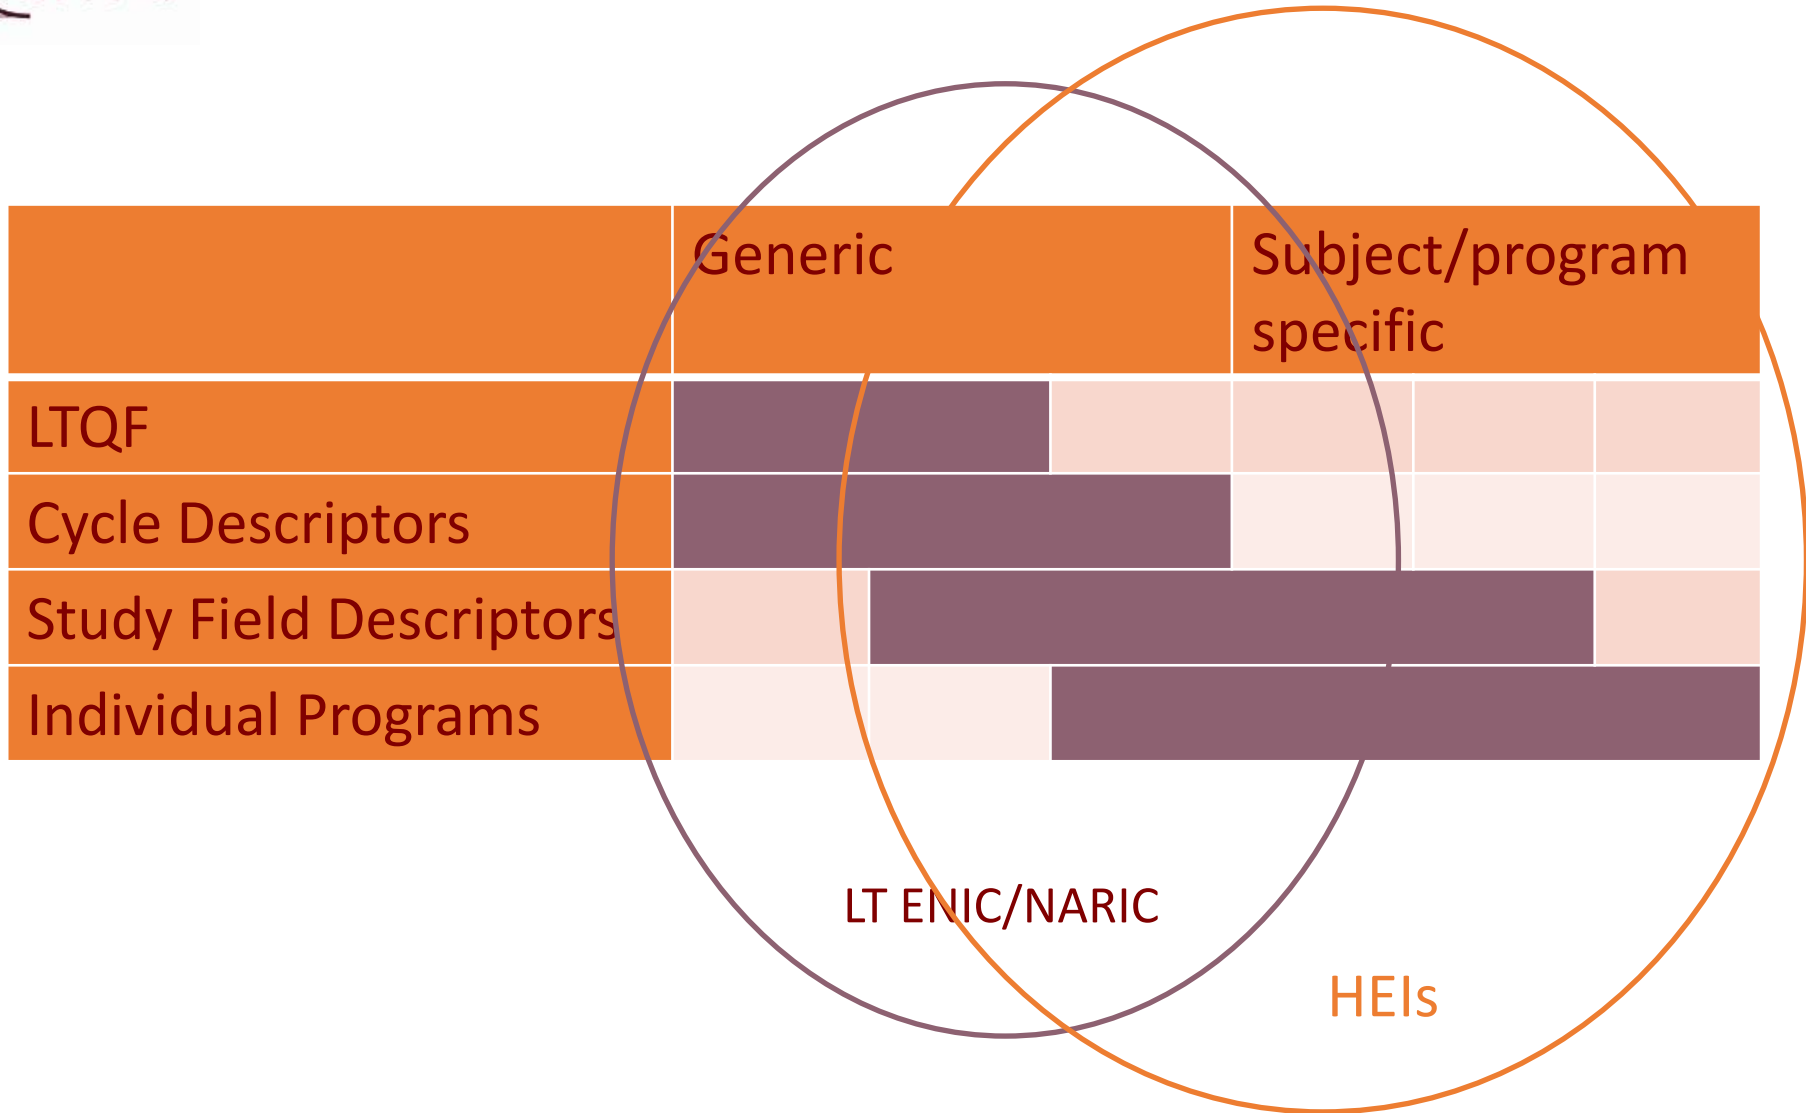 Generic
Subject/program
specific
LTQF
Cycle Descriptors
Study Field Descriptors
Individual Programs
LT ENIC/NARIC
HEIs